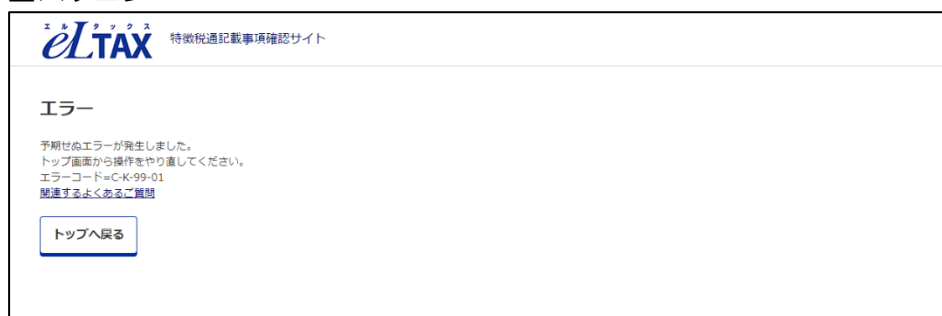 エルタックス
eLTAX 特徴税通記載事項確認サイト
エラー
予期せぬエラーが発生しました。
トップ画面から操作をやり直してください。
エラーコード=C-K-99-01
関連するよくあるご質問
トップへ戻る